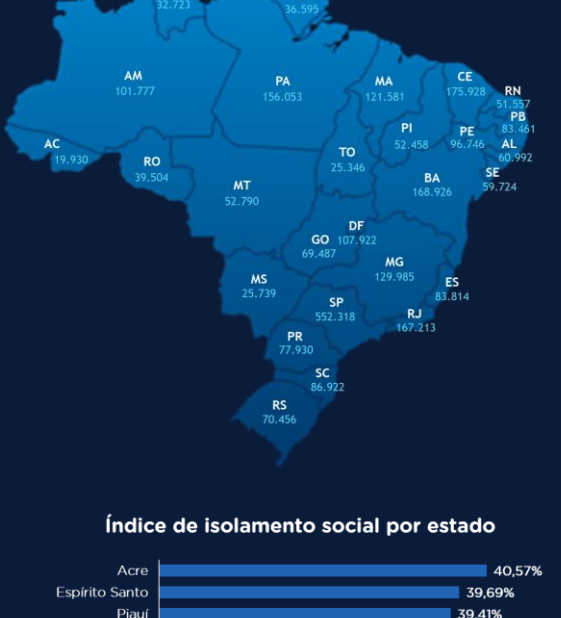 32.723
36.595
AM
101.777
PA
156.053
MA
121.581
CE
175.928
RN
51.557
PB
83.461
PI
52.458
PE
96.746
AL
60.992
AC
19.930
RO
39.504
TO
25.346
BA
168.926
SE
59.724
MT
52.790
DF
107.922
GO
69.487
MG
129.985
ES
83.814
MS
25.739
SP
552.318
RJ
167.213
PR
77.930
SC
86.922
RS
70.456
Índice de isolamento social por estado
Acre 40,57%
Espírito Santo 39,69%
Piauí 39,41%